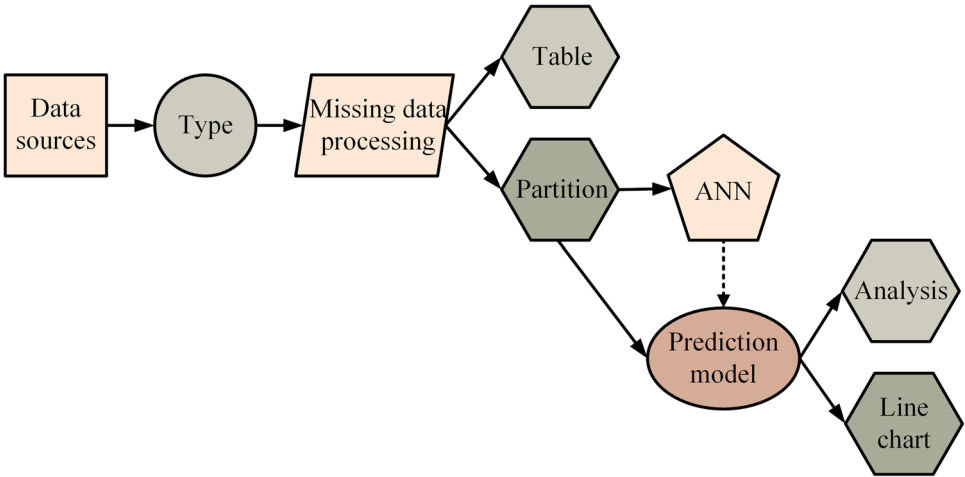 Data
sources
Type
Missing data
processing
Table
Partition
ANN
Prediction
model
Analysis
Line
chart